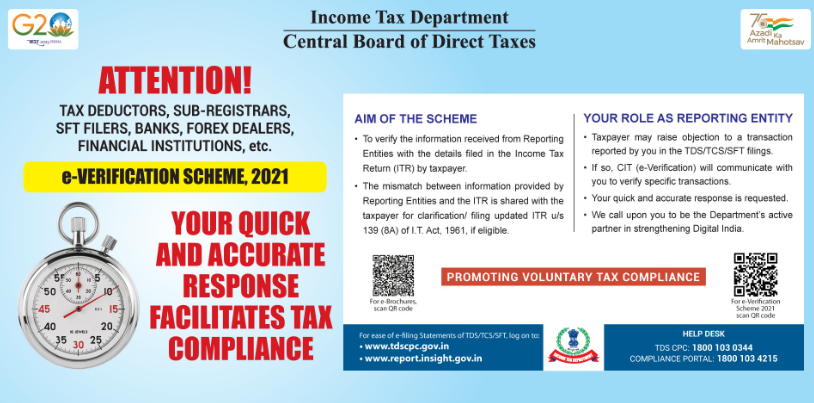 G20
Income Tax Department
Central Board of Direct Taxes
75
Azadi Ka
Amrit Mahotsav
ATTENTION!
TAX DEDUCTORS, SUB-REGISTRARS,
SFT FILERS, BANKS, FOREX DEALERS,
FINANCIAL INSTITUTIONS, etc.
e-VERIFICATION SCHEME, 2021
YOUR QUICK
AND ACCURATE
RESPONSE
FACILITATES TAX
COMPLIANCE
60
55
5
50
10
45
15
40
20
35
30
25
AIM OF THE SCHEME
• To verify the information received from Reporting
Entities with the details filed in the Income Tax
Return (ITR) by taxpayer.
• The mismatch between information provided by
Reporting Entities and the ITR is shared with the
taxpayer for clarification/ filing updated ITR u/s
139 (8A) of I.T. Act, 1961, if eligible.
YOUR ROLE AS REPORTING ENTITY
• Taxpayer may raise objection to a transaction
reported by you in the TDS/TCS/SFT filings.
• If so, CIT (e-Verification) will communicate with
you to verify specific transactions.
• Your quick and accurate response is requested.
• We call upon you to be the Department's active
partner in strengthening Digital India.
For e-Brochures,
scan QR code
PROMOTING VOLUNTARY TAX COMPLIANCE
For e-Verification
Scheme 2021
scan QR code
For ease of e-filing Statements of TDS/TCS/SFT, log on to:
• www.tdscpc.gov.in
• www.report.insight.gov.in
INCOME TAX DEPARTMENT
HELP DESK
TDS CPC: 1800 103 0344
COMPLIANCE PORTAL: 1800 103 4215